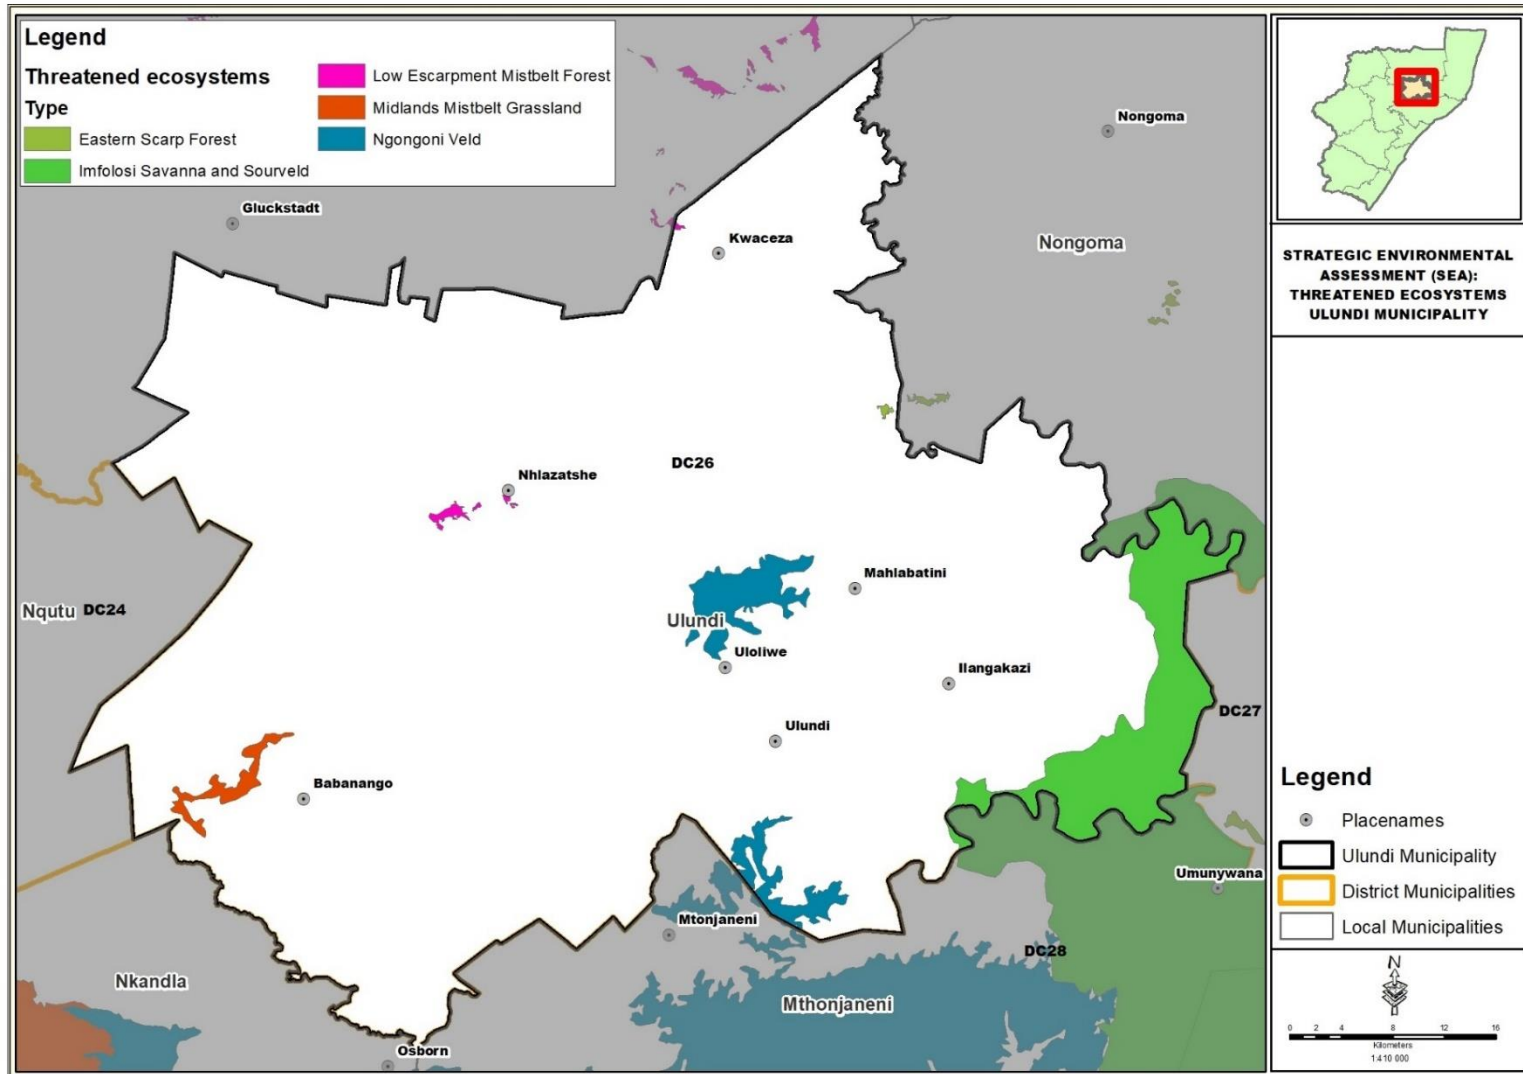 Legend
Threatened ecosystems
Type
Eastern Scarp Forest
Imfolosi Savanna and Sourveld
Low Escarpment Mistbelt Forest
Midlands Mistbelt Grassland
Ngongoni Veld
Nongoma
Gluckstadt
Kwaceza
Nongoma
DC26
Nhlazatshe
Mahlabatini
Nqutu DC24
Ulundi
Uloliwe
Ilangakazi
DC27
Ulundi
Babanango
Umunywana
Mtonjaneni
DC28
Nkandla
Mthonjaneni
Osborn
STRATEGIC ENVIRONMENTAL
ASSESSMENT (SEA):
THREATENED ECOSYSTEMS
ULUNDI MUNICIPALITY
Legend
Placenames
Ulundi Municipality
District Municipalities
Local Municipalities
N
0 2 4 8 12 16
Kilometers
1:410 000